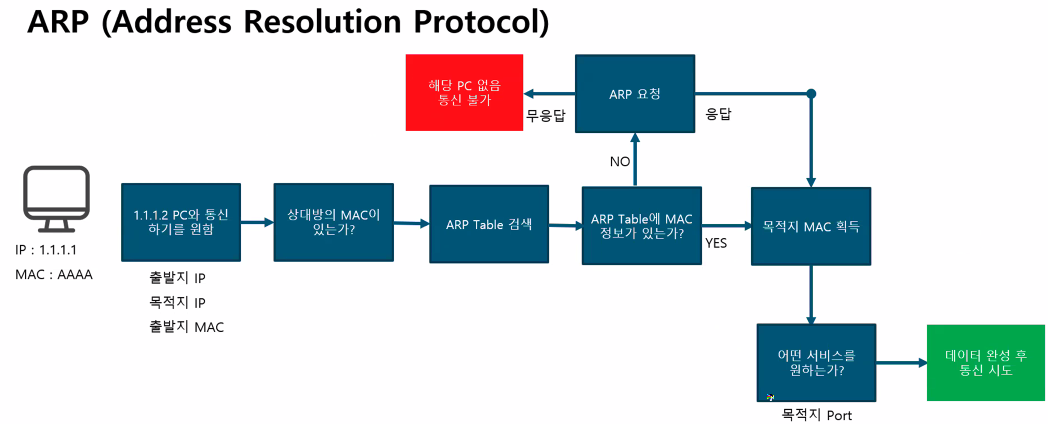 ARP (Address Resolution Protocol)
해당 PC 없음
통신 불가
무응답
ARP 요청
응답
NO
IP : 1.1.1.1
MAC : AAAA
1.1.1.2 PC와 통신
하기를 원함
출발지 IP
목적지 IP
출발지 MAC
상대방의 MAC이
있는가?
ARP Table 검색
ARP Table에 MAC
정보가 있는가?
YES
목적지 MAC 획득
어떤 서비스를
원하는가?
목적지 Port
데이터 완성 후
통신 시도